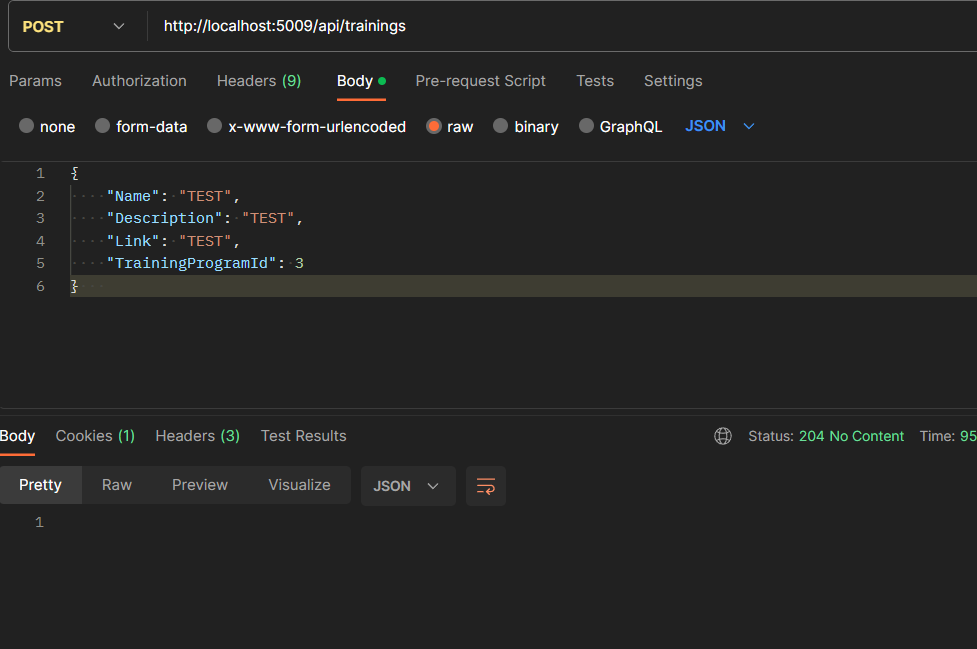 POST http://localhost:5009/api/trainings
Params Authorization Headers (9) Body Pre-request Script Tests Settings
none form-data x-www-form-urlencoded raw binary GraphQL JSON
1 {
2 "Name": "TEST",
3 "Description": "TEST",
4 "Link": "TEST",
5 "TrainingProgramId": 3
6 }
Body Cookies (1) Headers (3) Test Results Status: 204 No Content Time: 95
Pretty Raw Preview Visualize JSON
1